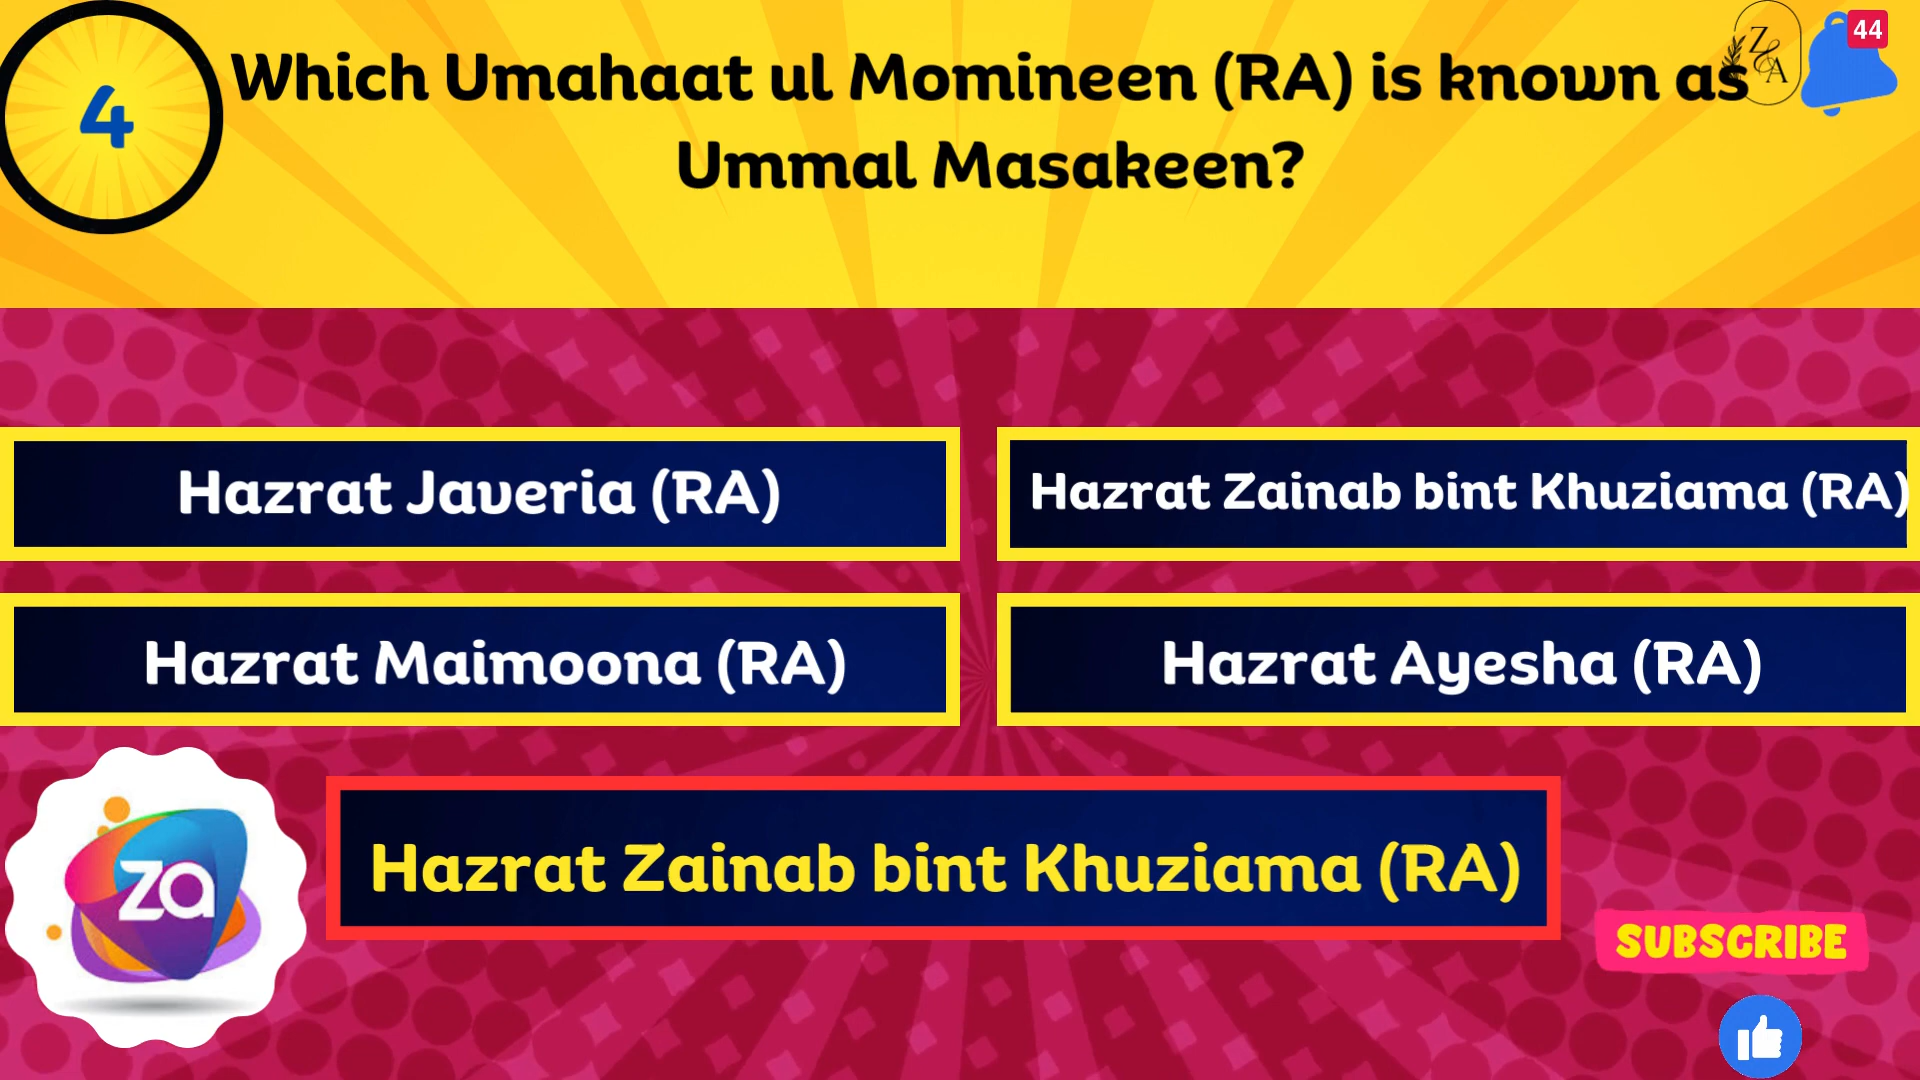 4
Which Umahaat ul Momineen (RA) is known as
Ummal Masakeen?
Z&A
44
Hazrat Javeria (RA)
Hazrat Zainab bint Khuziama (RA)
Hazrat Maimoona (RA)
Hazrat Ayesha (RA)
za
Hazrat Zainab bint Khuziama (RA)
SUBSCRIBE